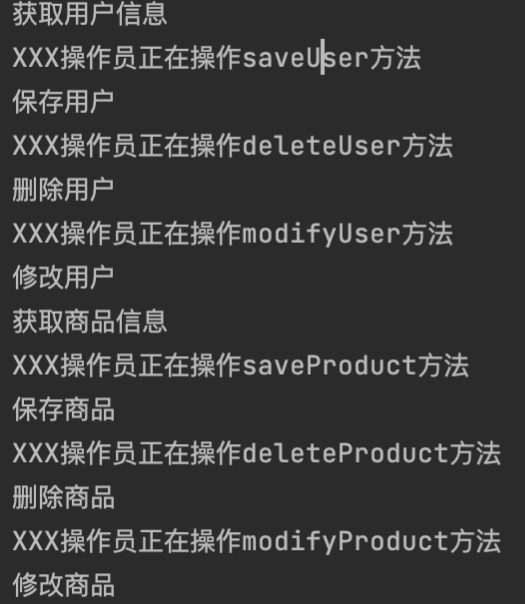 获取用户信息
XXX操作员正在操作saveUser方法
保存用户
XXX操作员正在操作deleteUser方法
删除用户
XXX操作员正在操作modifyUser方法
修改用户
获取商品信息
XXX操作员正在操作saveProduct方法
保存商品
XXX操作员正在操作deleteProduct方法
删除商品
XXX操作员正在操作modifyProduct方法
修改商品